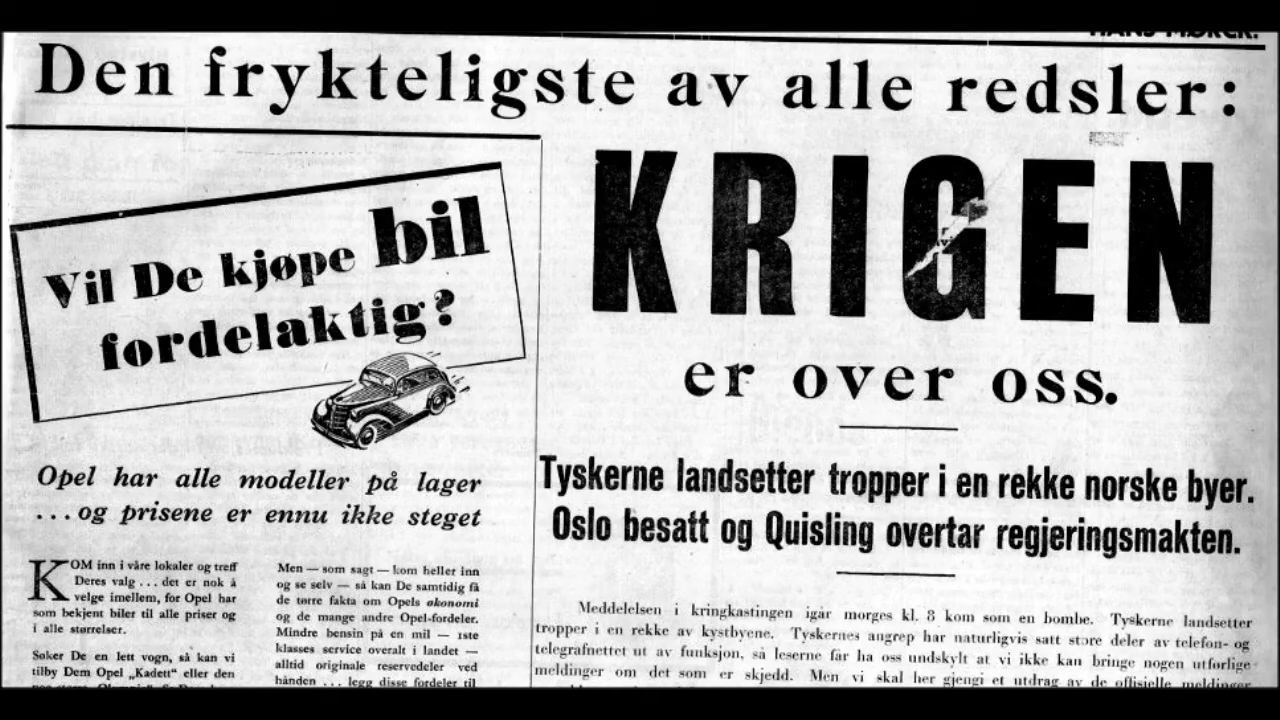 HANS MØRCK.
Den frykteligste av alle redsler:
Vil De kjøpe bil
fordelaktig?
Opel har alle modeller på lager
...og prisene er ennu ikke steget
KOM inn i våre lokaler og treff
Deres valg ... det er nok å
velge imellem, for Opel har
som bekjent biler til alle priser og
i alle størrelser.
Søker De en lett vogn, så kan vi
tilby Dem Opel „Kadett" eller den
Men — som sagt — kom heller inn
og se selv — så kan De samtidig få
de tørre fakta om Opels økonomi
og de mange andre Opel-fordeler.
Mindre bensin på en mil — 1ste
klasses service overalt i landet —
alltid originale reservedeler ved
hånden ... legg disse fordeler til
KRIGEN
er over oss.
Tyskerne landsetter tropper i en rekke norske byer.
Oslo besatt og Quisling overtar regjeringsmakten.
Meddelelsen i kringkastingen igår morges kl. 8 kom som en bombe. Tyskerne landsetter
tropper i en rekke av kystbyene. Tyskernes angrep har naturligvis satt store deler av telefon- og
telegrafnettet ut av funksjon, så leserne får ha oss undskylt at vi ikke kan bringe nogen utførlige
meldinger om det som er skjedd. Men vi skal her gjengi et utdrag av de offisielle meldinger